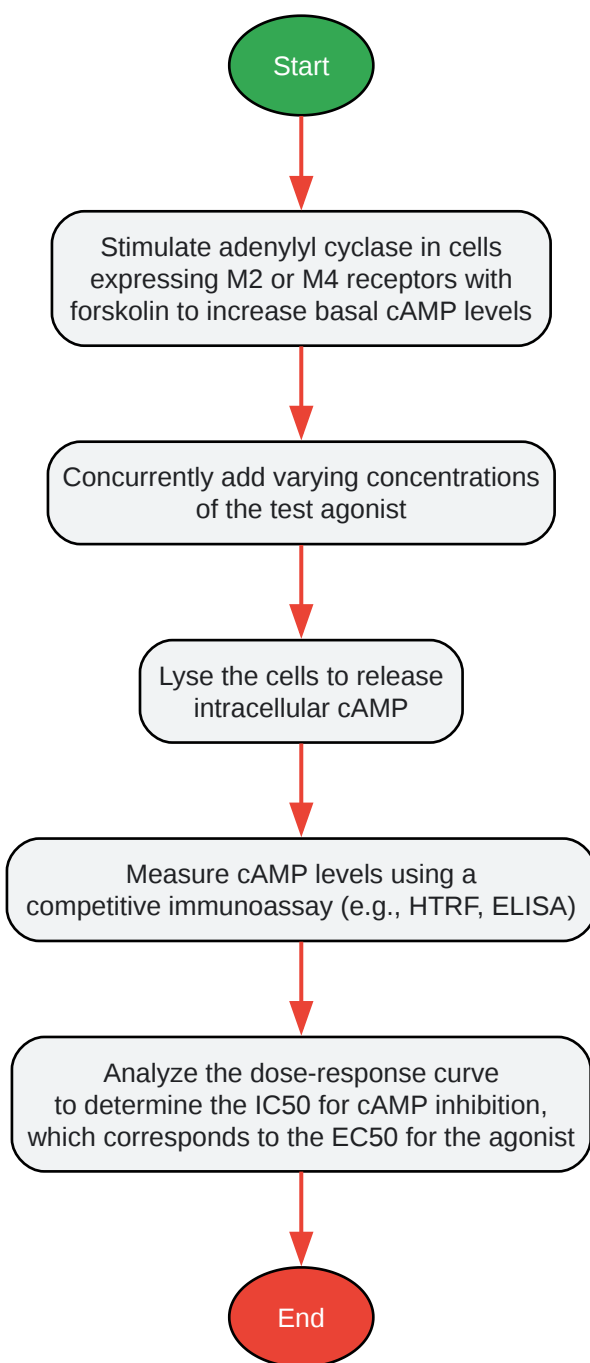 Start
Stimulate adenylyl cyclase in cells
expressing M2 or M4 receptors with
forskolin to increase basal cAMP levels
Concurrently add varying concentrations
of the test agonist
Lyse the cells to release
intracellular cAMP
Measure cAMP levels using a
competitive immunoassay (e.g., HTRF, ELISA)
Analyze the dose-response curve
to determine the IC50 for cAMP inhibition,
which corresponds to the EC50 for the agonist
End